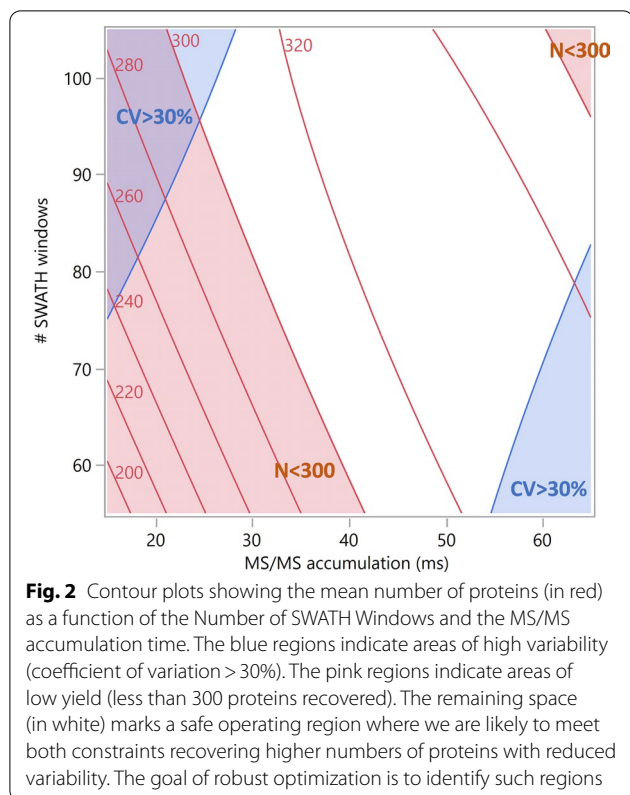 300
320
N<300
280
100
CV>30%
90
260
# SWATH windows
80
240
70
220
60
200
N<300
CV>30%
20 30 40 50 60
MS/MS accumulation (ms)
Fig. 2 Contour plots showing the mean number of proteins (in red)
as a function of the Number of SWATH Windows and the MS/MS
accumulation time. The blue regions indicate areas of high variability
(coefficient of variation > 30%). The pink regions indicate areas of
low yield (less than 300 proteins recovered). The remaining space
(in white) marks a safe operating region where we are likely to meet
both constraints recovering higher numbers of proteins with reduced
variability. The goal of robust optimization is to identify such regions